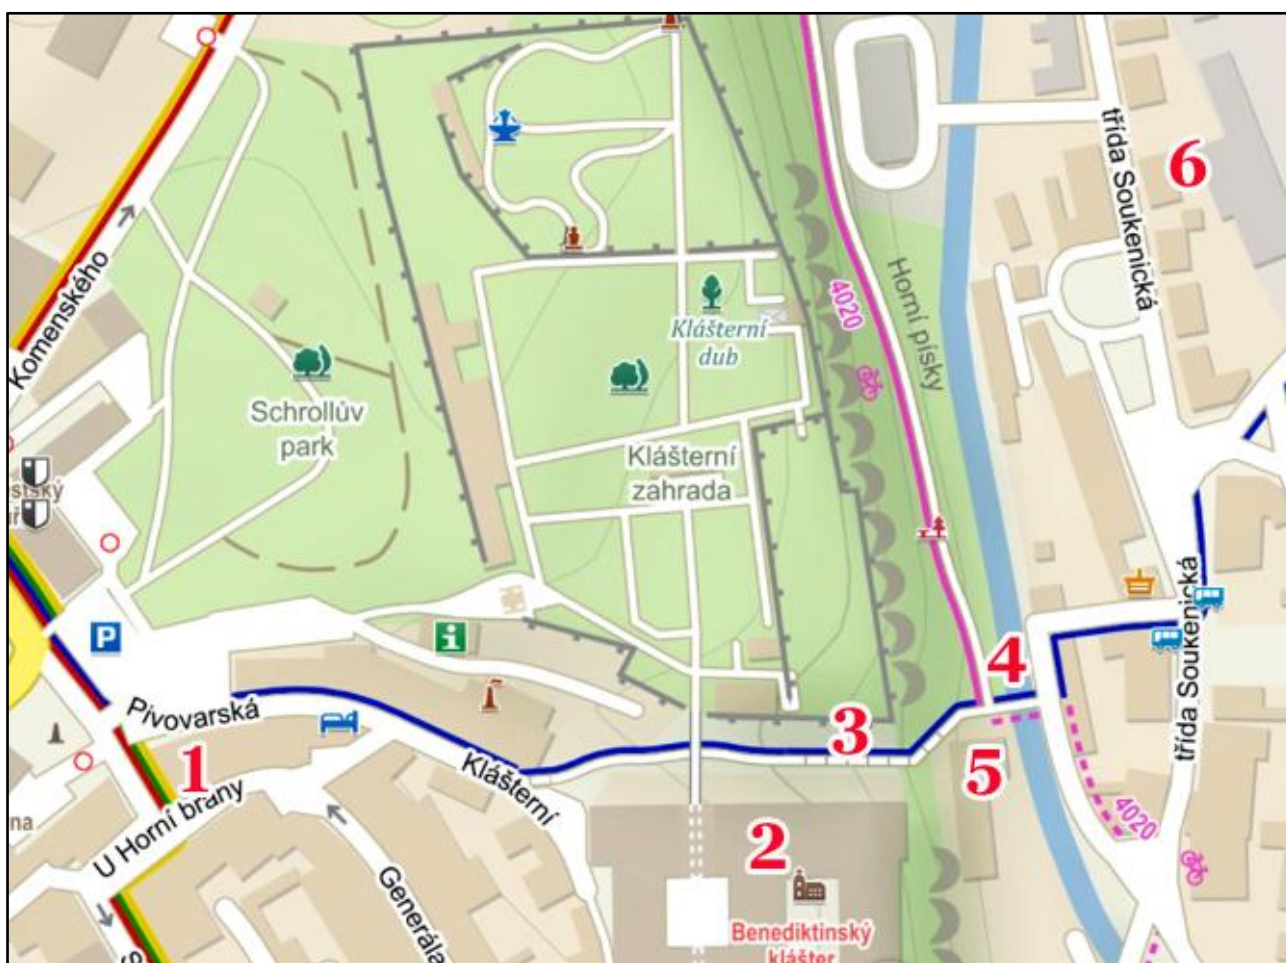 6
třída Soukenická
Komenského
4020
Horní písky
Klášterní
dub
Schrollův
park
Klášterní
zahrada
P
i
třída Soukenická
4
Pivovarská
3
1
Klášterní
5
U Horní brány
4020
2
Generála
Benediktinský
klášter